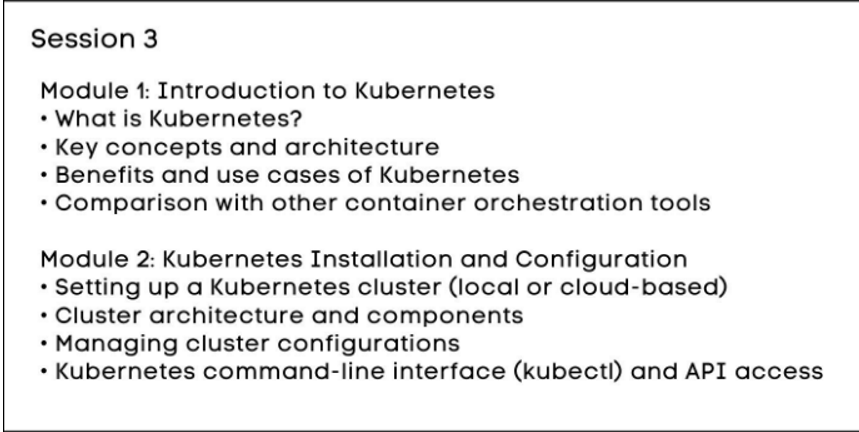 Session 3
Module 1: Introduction to Kubernetes
• What is Kubernetes?
• Key concepts and architecture
• Benefits and use cases of Kubernetes
• Comparison with other container orchestration tools
Module 2: Kubernetes Installation and Configuration
• Setting up a Kubernetes cluster (local or cloud-based)
• Cluster architecture and components
• Managing cluster configurations
• Kubernetes command-line interface (kubectl) and API access